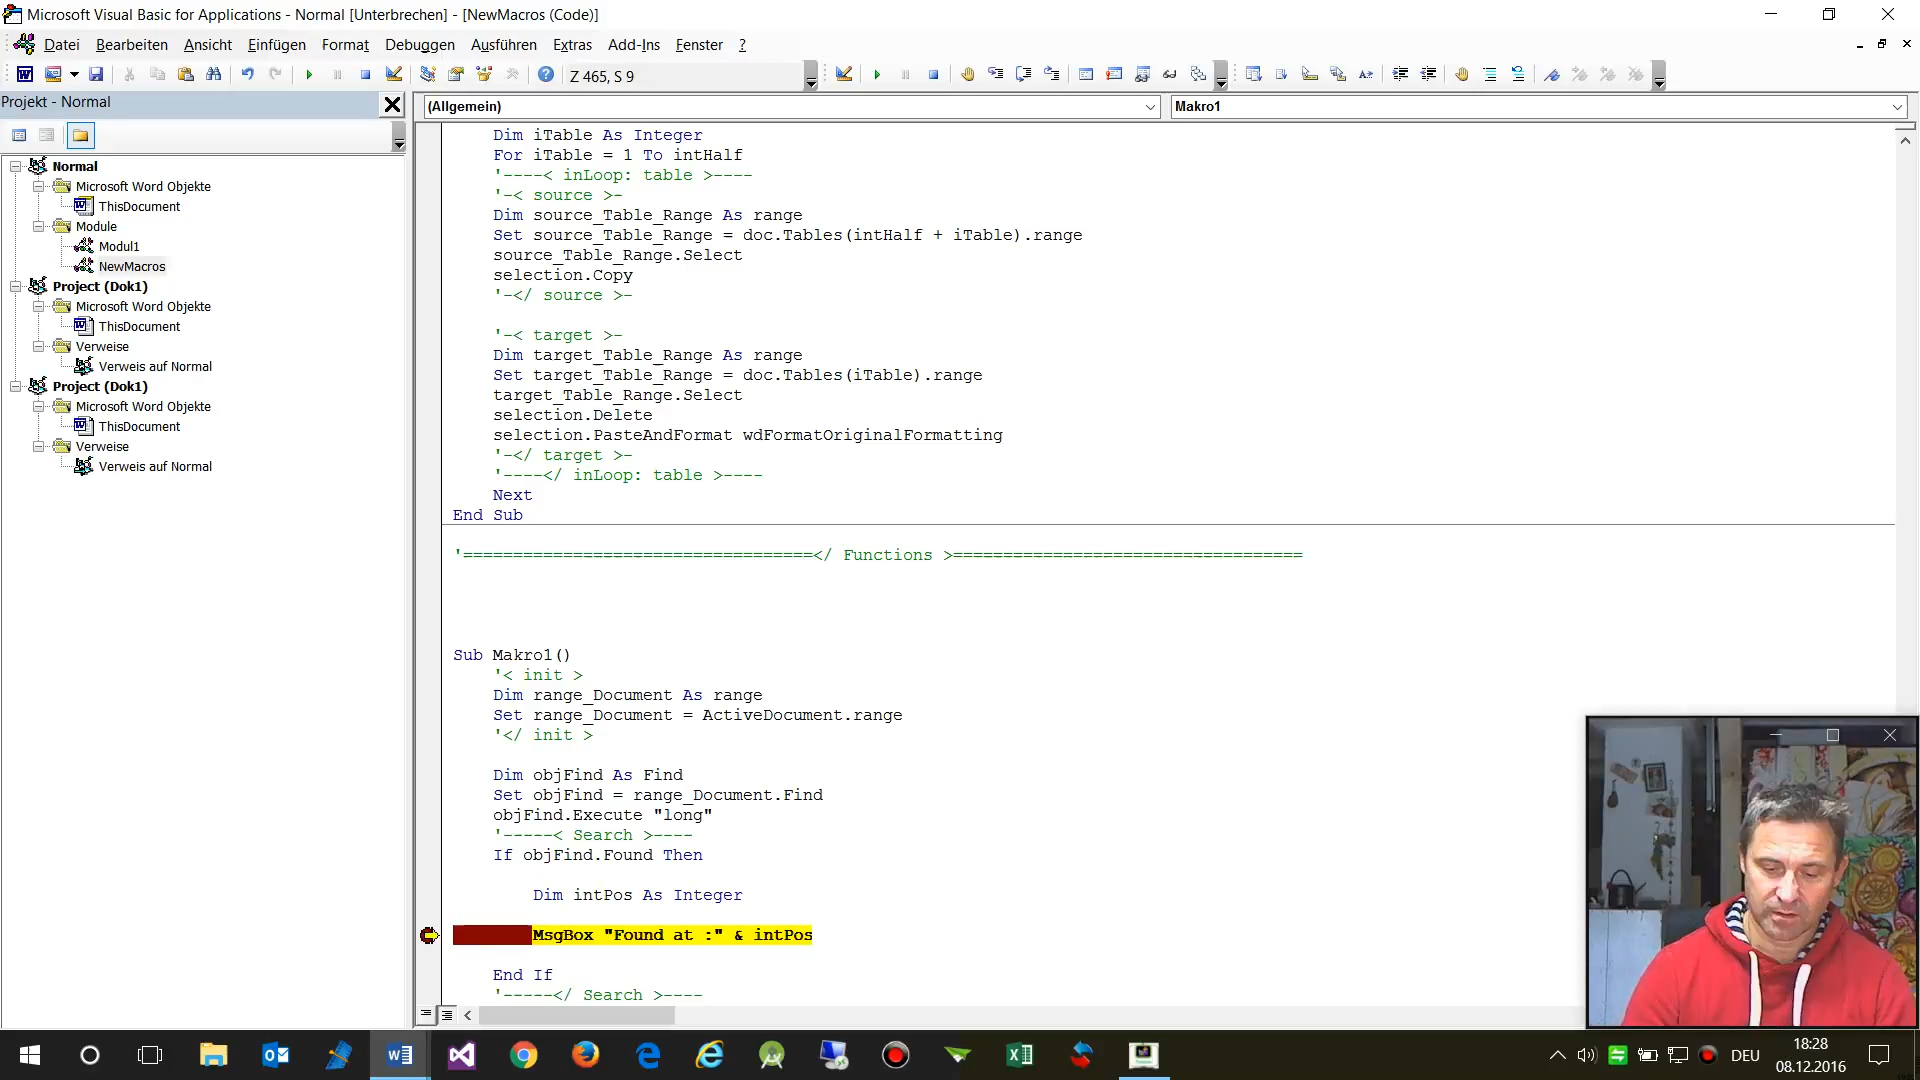 Microsoft Visual Basic for Applications - Normal [Unterbrechen] - [NewMacros (Code)]
Datei Bearbeiten Ansicht Einfügen Format Debuggen Ausführen Extras Add-Ins Fenster ?
Z 465, S 9
Projekt - Normal
(Allgemein)
Makro1
Normal
Microsoft Word Objekte
ThisDocument
Module
Modul1
NewMacros
Project (Dok1)
Microsoft Word Objekte
ThisDocument
Verweise
Verweis auf Normal
Project (Dok1)
Microsoft Word Objekte
ThisDocument
Verweise
Verweis auf Normal
Dim iTable As Integer
For iTable = 1 To intHalf
'----< inLoop: table >----
'-< source >-
Dim source_Table_Range As range
Set source_Table_Range = doc.Tables(intHalf + iTable).range
source_Table_Range.Select
selection.Copy
'-</ source >-
'-< target >-
Dim target_Table_Range As range
Set target_Table_Range = doc.Tables(iTable).range
target_Table_Range.Select
selection.Delete
selection.PasteAndFormat wdFormatOriginalFormatting
'-</ target >-
'----</ inLoop: table >----
Next
End Sub
'===================================</ Functions >===================================
Sub Makro1()
'< init >
Dim range_Document As range
Set range_Document = ActiveDocument.range
'</ init >
Dim objFind As Find
Set objFind = range_Document.Find
objFind.Execute "long"
'-----< Search >----
If objFind.Found Then
Dim intPos As Integer
MsgBox "Found at :" & intPos
End If
'-----</ Search >----
DEU
18:28
08.12.2016